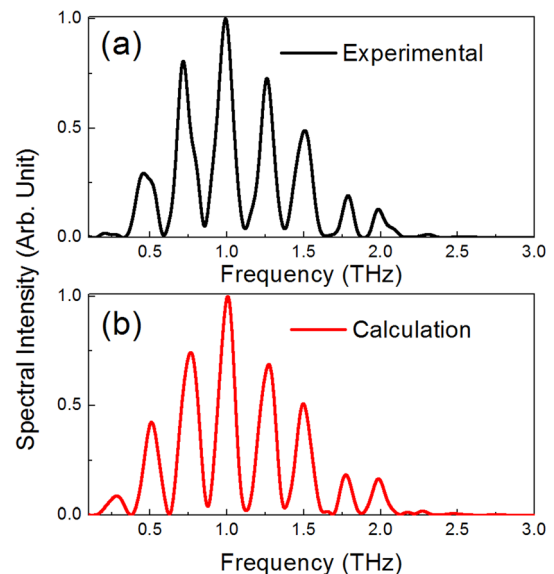 1.0
(a)
Experimental
0.5
0.0
0.5
1.0
1.5
2.0
2.5
3.0
Frequency (THz)
Spectral Intensity (Arb. Unit)
1.0
(b)
Calculation
0.5
0.0
0.5
1.0
1.5
2.0
2.5
3.0
Frequency (THz)